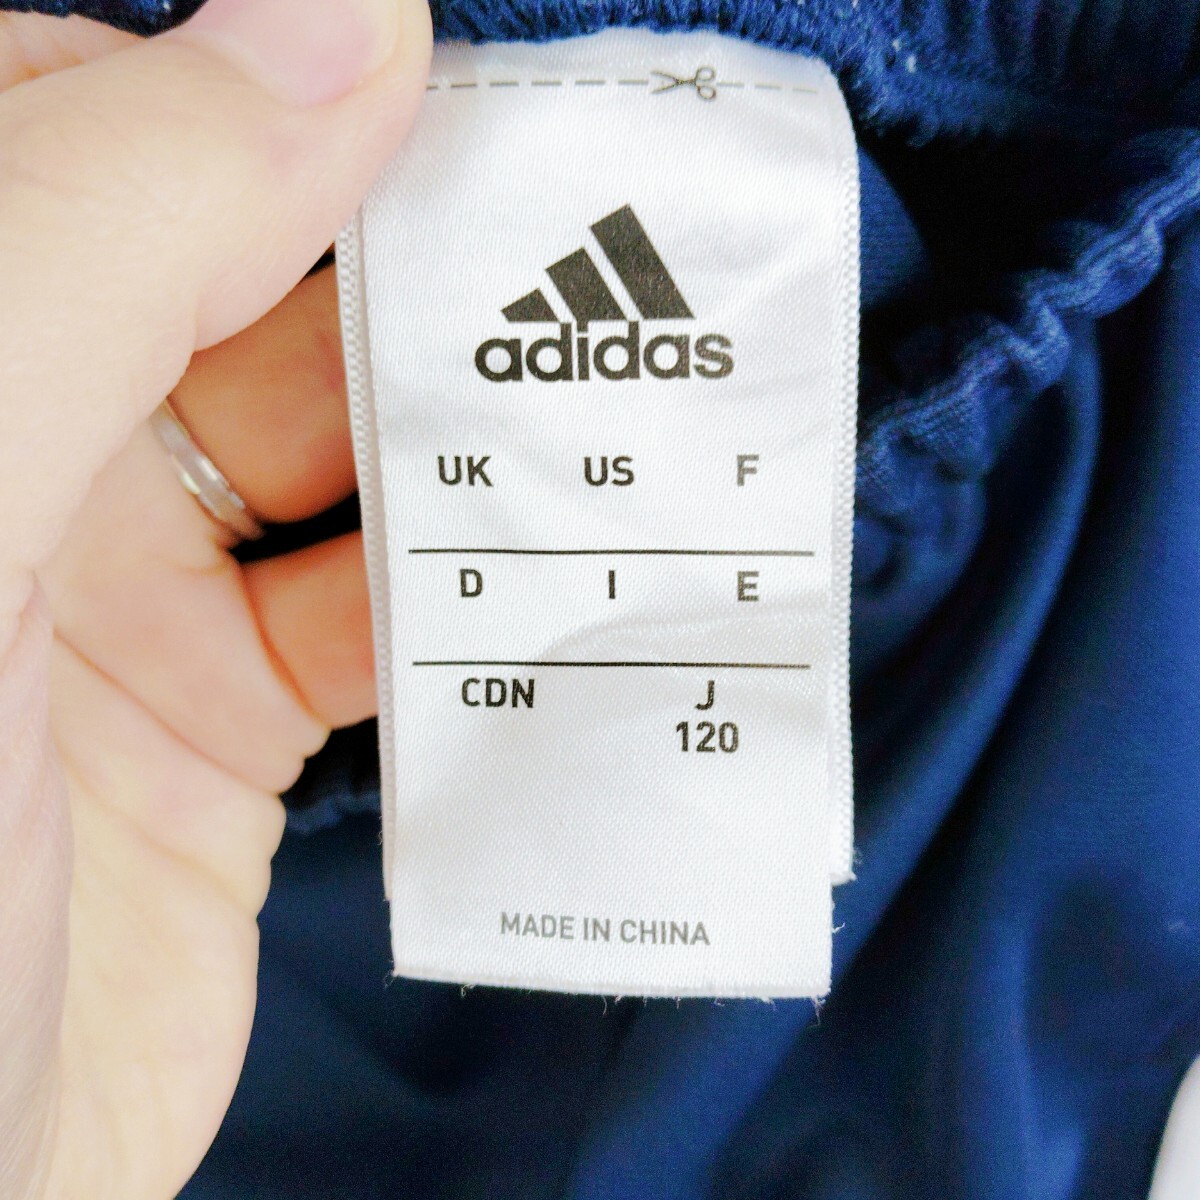 adidas
UK US F
D I E
CDN J
120
MADE IN CHINA